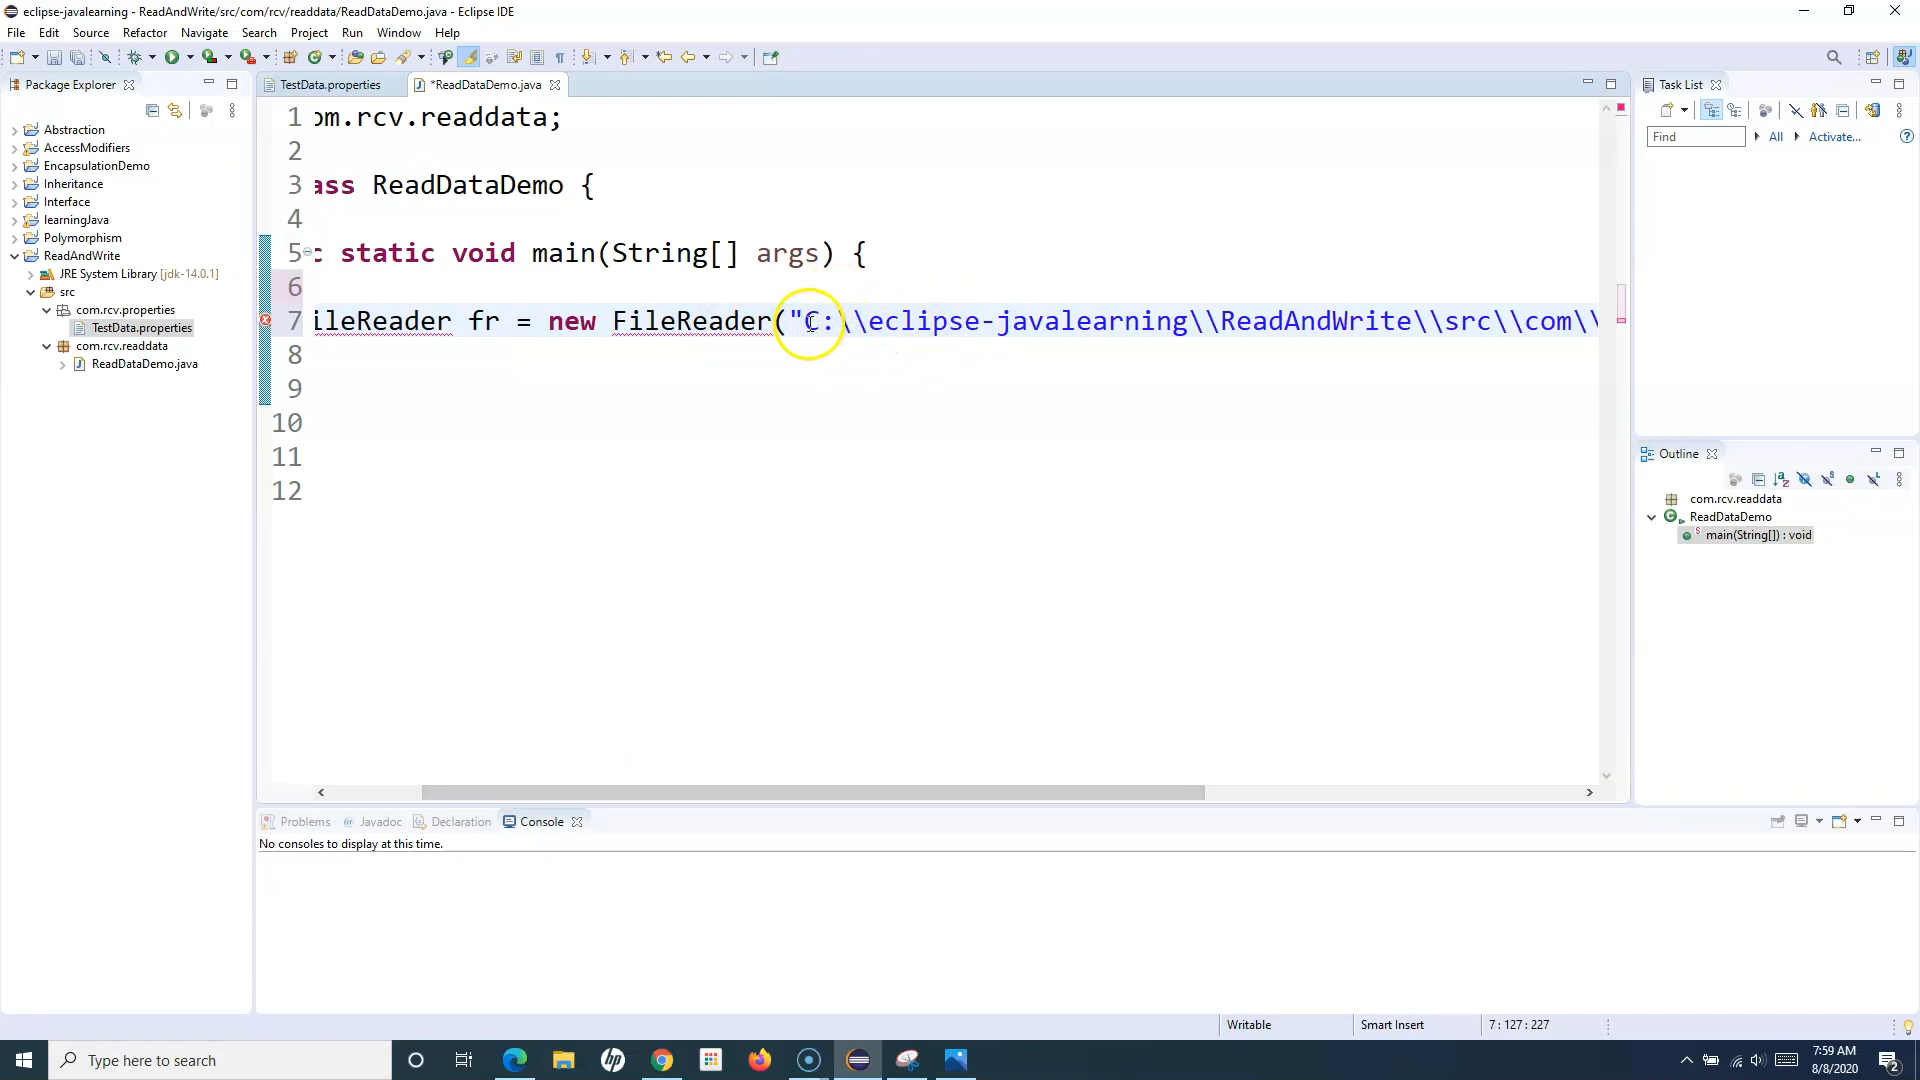 eclipse-javalearning - ReadAndWrite/src/com/rcv/readdata/ReadDataDemo.java - Eclipse IDE
File Edit Source Refactor Navigate Search Project Run Window Help
Package Explorer
Abstraction
AccessModifiers
EncapsulationDemo
Inheritance
Interface
learningJava
Polymorphism
ReadAndWrite
JRE System Library [jdk-14.0.1]
src
com.rcv.properties
TestData.properties
com.rcv.readdata
ReadDataDemo.java
TestData.properties *ReadDataDemo.java
1 om.rcv.readdata;
2
3 ass ReadDataDemo {
4
5 c static void main(String[] args) {
6
7 ileReader fr = new FileReader("C:\\eclipse-javalearning\\ReadAndWrite\\src\\com\\
8
9
10
11
12
Task List
Find All Activate...
Outline
com.rcv.readdata
ReadDataDemo
main(String[]) : void
Problems @ Javadoc Declaration Console
No consoles to display at this time.
Writable Smart Insert 7 : 127 : 227
Type here to search
hp
7:59 AM
8/8/2020
2